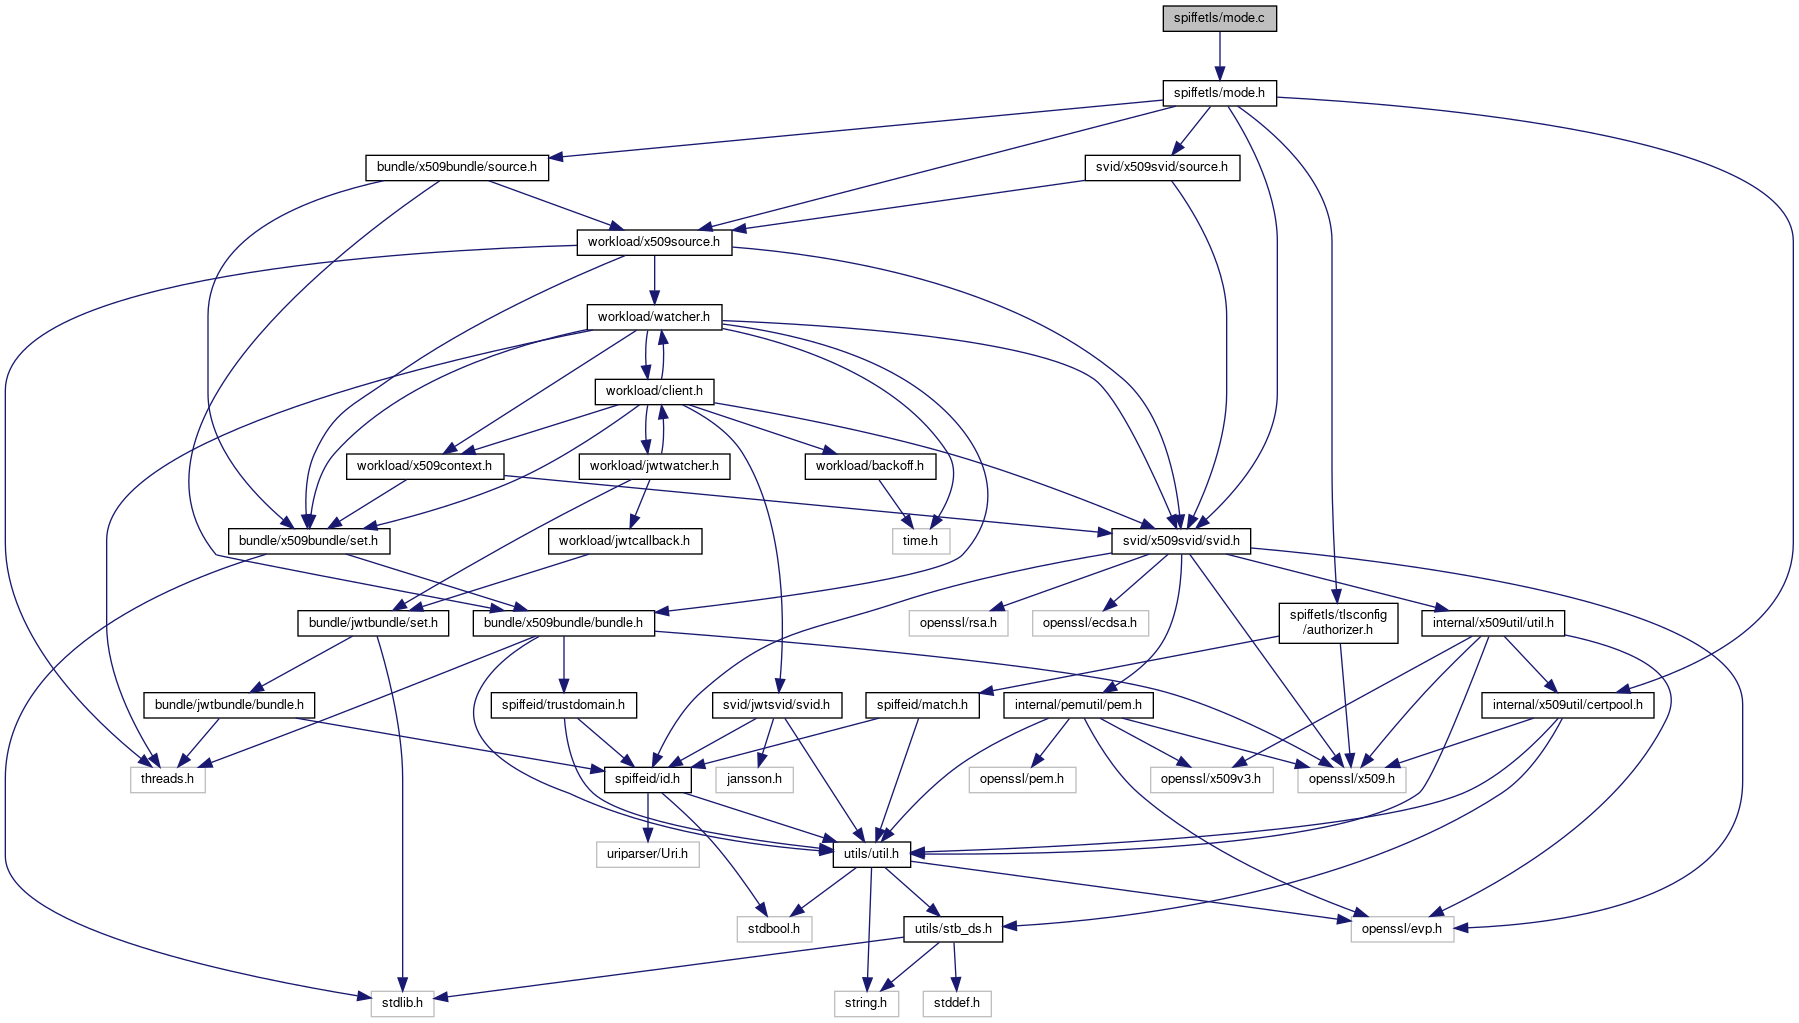 spiffetls/mode.c
spiffetls/mode.h
bundle/x509bundle/source.h
svid/x509svid/source.h
workload/x509source.h
workload/watcher.h
workload/client.h
workload/x509context.h
workload/jwtwatcher.h
workload/backoff.h
bundle/x509bundle/set.h
workload/jwtcallback.h
time.h
svid/x509svid/svid.h
bundle/jwtbundle/set.h
bundle/x509bundle/bundle.h
openssl/rsa.h
openssl/ecdsa.h
spiffetls/tlsconfig
/authorizer.h
internal/x509util/util.h
bundle/jwtbundle/bundle.h
spiffeid/trustdomain.h
svid/jwtsvid/svid.h
spiffeid/match.h
internal/pemutil/pem.h
internal/x509util/certpool.h
threads.h
spiffeid/id.h
jansson.h
openssl/pem.h
openssl/x509v3.h
openssl/x509.h
uriparser/Uri.h
utils/util.h
stdbool.h
utils/stb_ds.h
openssl/evp.h
stdlib.h
string.h
stddef.h